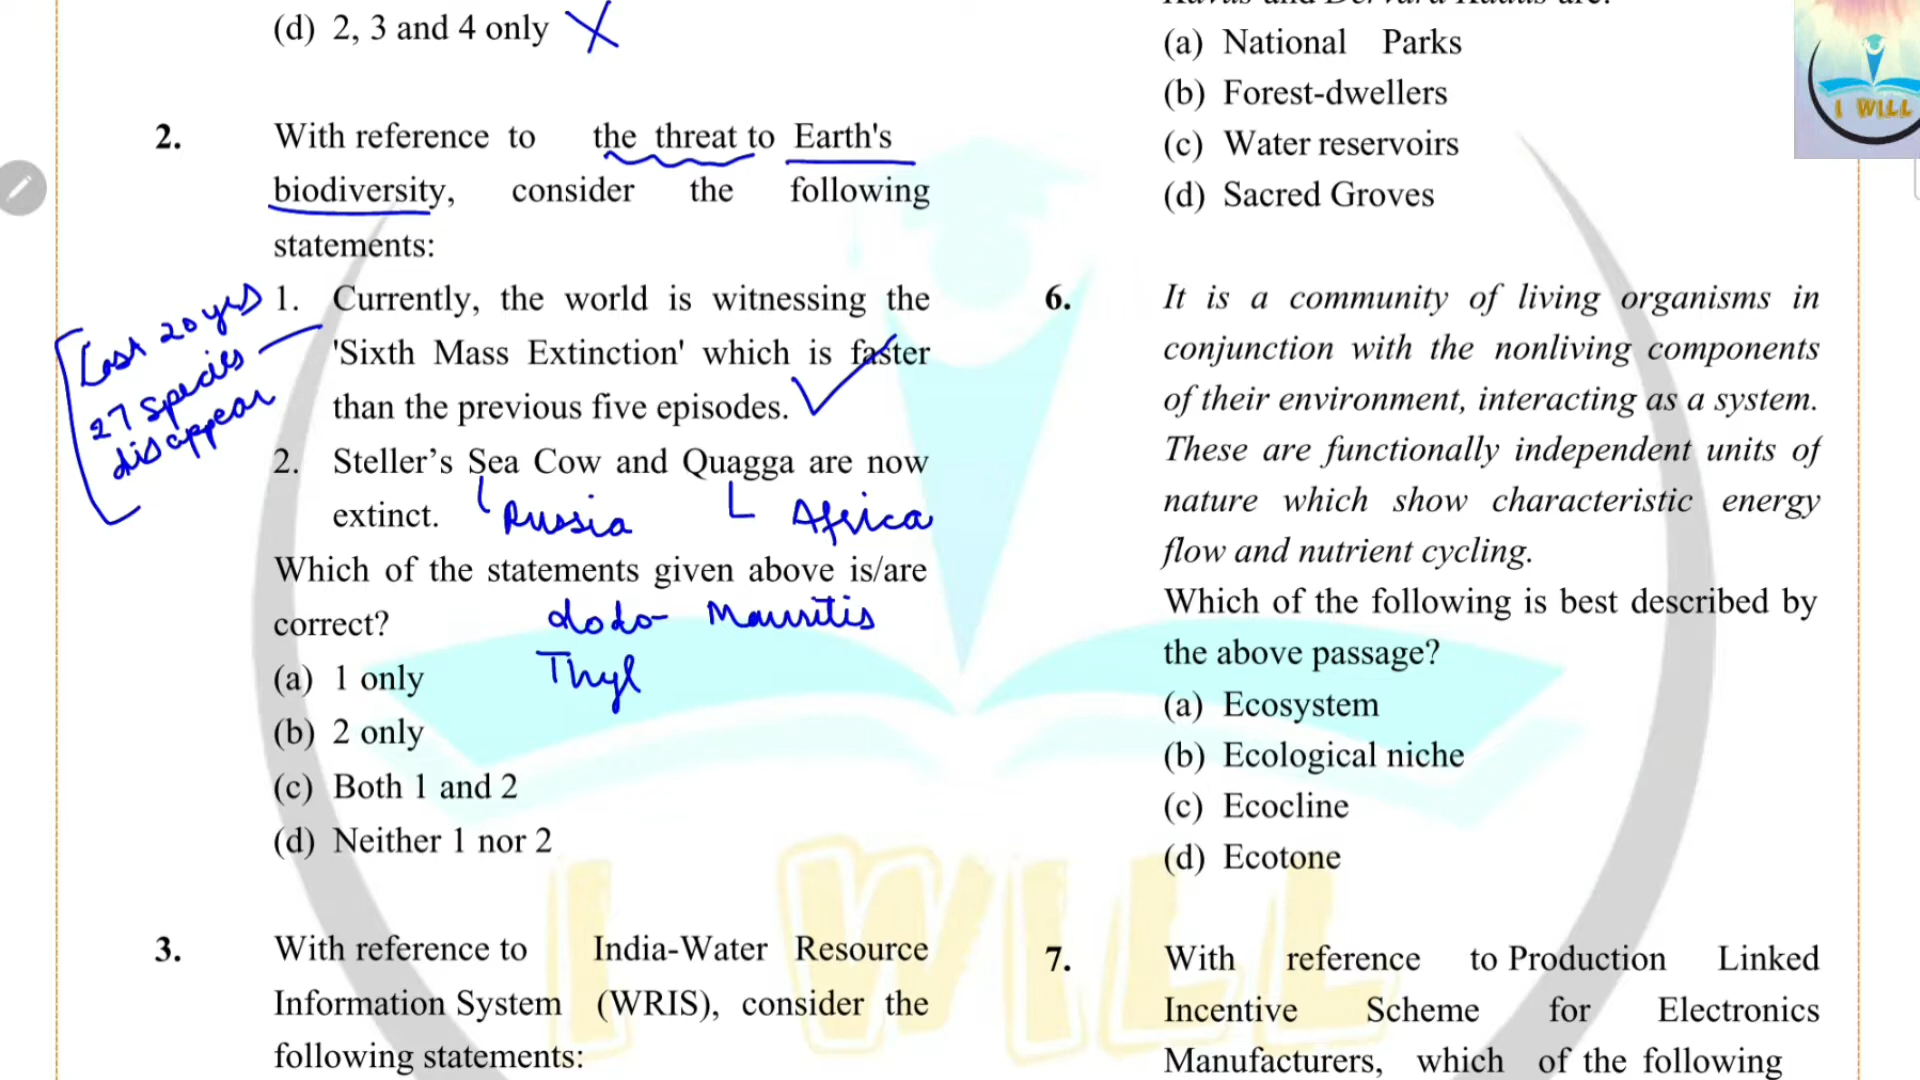 (d) 2, 3 and 4 only
2. With reference to the threat to Earth's
biodiversity, consider the following
statements:
1. Currently, the world is witnessing the
'Sixth Mass Extinction' which is faster
than the previous five episodes.
Last 20 yrs
27 species
disappear
2. Steller’s Sea Cow and Quagga are now
extinct.
Russia Africa
Which of the statements given above is/are
correct?
dodo- Mauritis
Thyl
(a) 1 only
(b) 2 only
(c) Both 1 and 2
(d) Neither 1 nor 2
3. With reference to India-Water Resource
Information System (WRIS), consider the
following statements:
(a) National Parks
(b) Forest-dwellers
(c) Water reservoirs
(d) Sacred Groves
6. It is a community of living organisms in
conjunction with the nonliving components
of their environment, interacting as a system.
These are functionally independent units of
nature which show characteristic energy
flow and nutrient cycling.
Which of the following is best described by
the above passage?
(a) Ecosystem
(b) Ecological niche
(c) Ecocline
(d) Ecotone
7. With reference to Production Linked
Incentive Scheme for Electronics
Manufacturers, which of the following
I WILL
I WILL